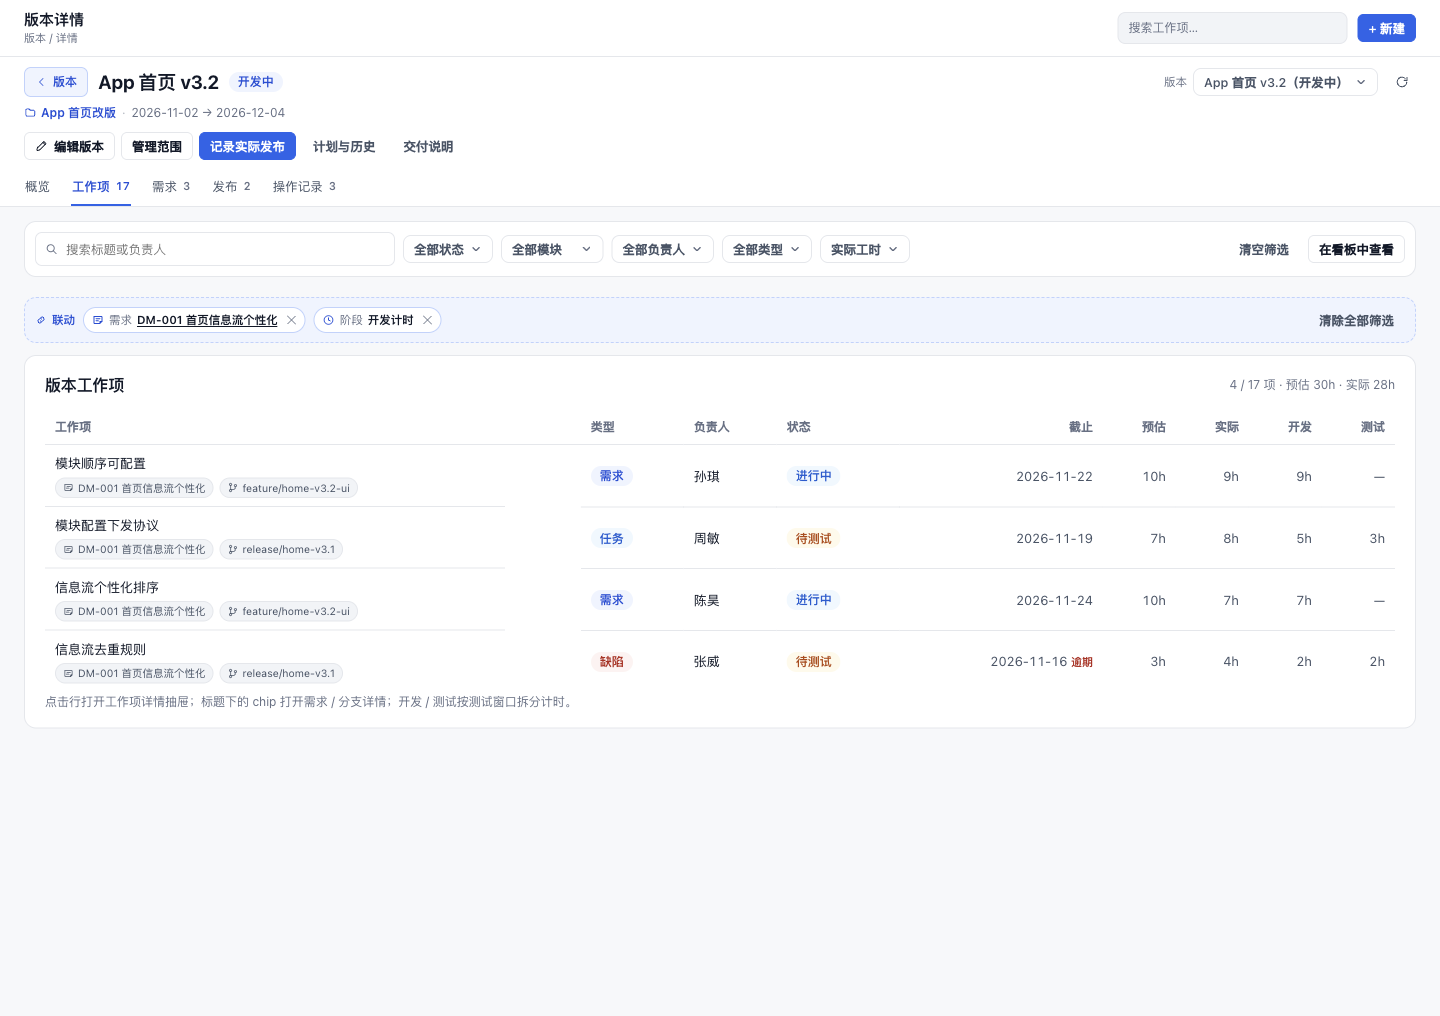 版本详情
版本 / 详情
搜索工作项...
+ 新建
版本
App 首页 v3.2
开发中
版本
App 首页 v3.2（开发中）
App 首页改版 · 2026-11-02 → 2026-12-04
编辑版本
管理范围
记录实际发布
计划与历史
交付说明
概览
工作项 17
需求 3
发布 2
操作记录 3
搜索标题或负责人
全部状态
全部模块
全部负责人
全部类型
实际工时
清空筛选
在看板中查看
联动
需求 DM-001 首页信息流个性化
阶段 开发计时
清除全部筛选
版本工作项
4 / 17 项 · 预估 30h · 实际 28h
工作项 类型 负责人 状态 截止 预估 实际 开发 测试
模块顺序可配置
DM-001 首页信息流个性化 feature/home-v3.2-ui
需求 孙琪 进行中 2026-11-22 10h 9h 9h —
模块配置下发协议
DM-001 首页信息流个性化 release/home-v3.1
任务 周敏 待测试 2026-11-19 7h 8h 5h 3h
信息流个性化排序
DM-001 首页信息流个性化 feature/home-v3.2-ui
需求 陈昊 进行中 2026-11-24 10h 7h 7h —
信息流去重规则
DM-001 首页信息流个性化 release/home-v3.1
缺陷 张威 待测试 2026-11-16 逾期 3h 4h 2h 2h
点击行打开工作项详情抽屉；标题下的 chip 打开需求 / 分支详情；开发 / 测试按测试窗口拆分计时。